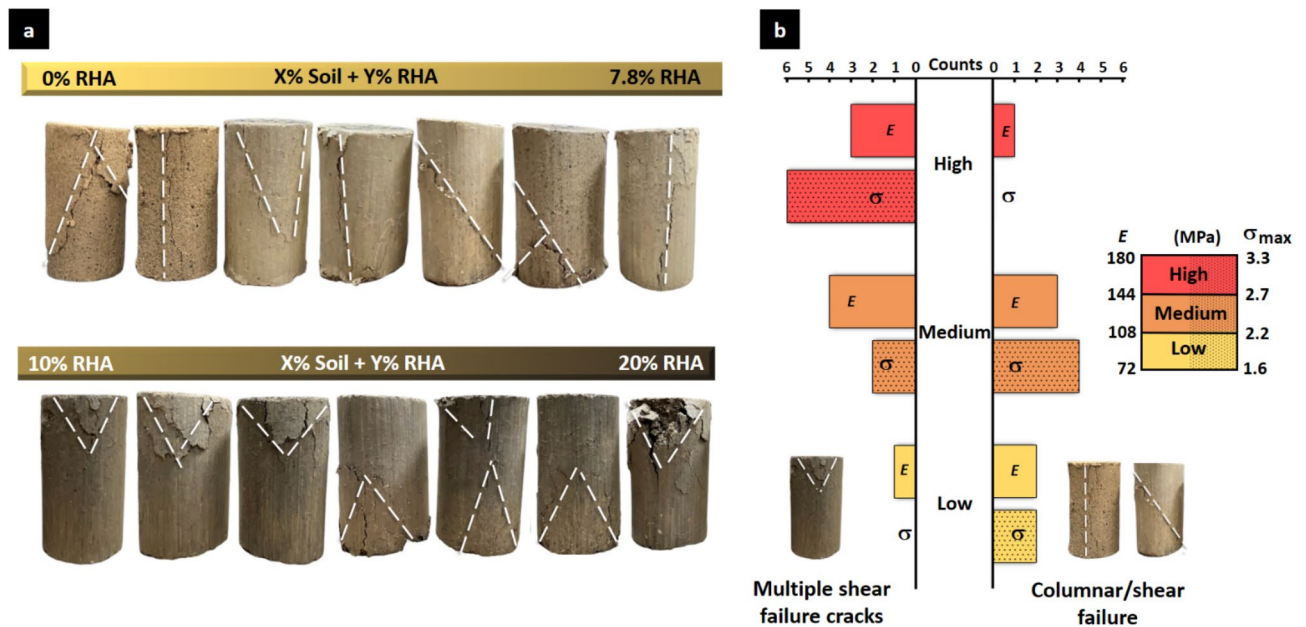 a
0% RHA X% Soil + Y% RHA 7.8% RHA
10% RHA X% Soil + Y% RHA 20% RHA
b
6 5 4 3 2 1 0 Counts 0 1 2 3 4 5 6
E E
High
σ σ
E (MPa) σmax
180 3.3
High
144 2.7
Medium
108 2.2
Low
72 1.6
E E
Medium
σ σ
E E
Low
σ σ
Multiple shear
failure cracks
Columnar/shear
failure